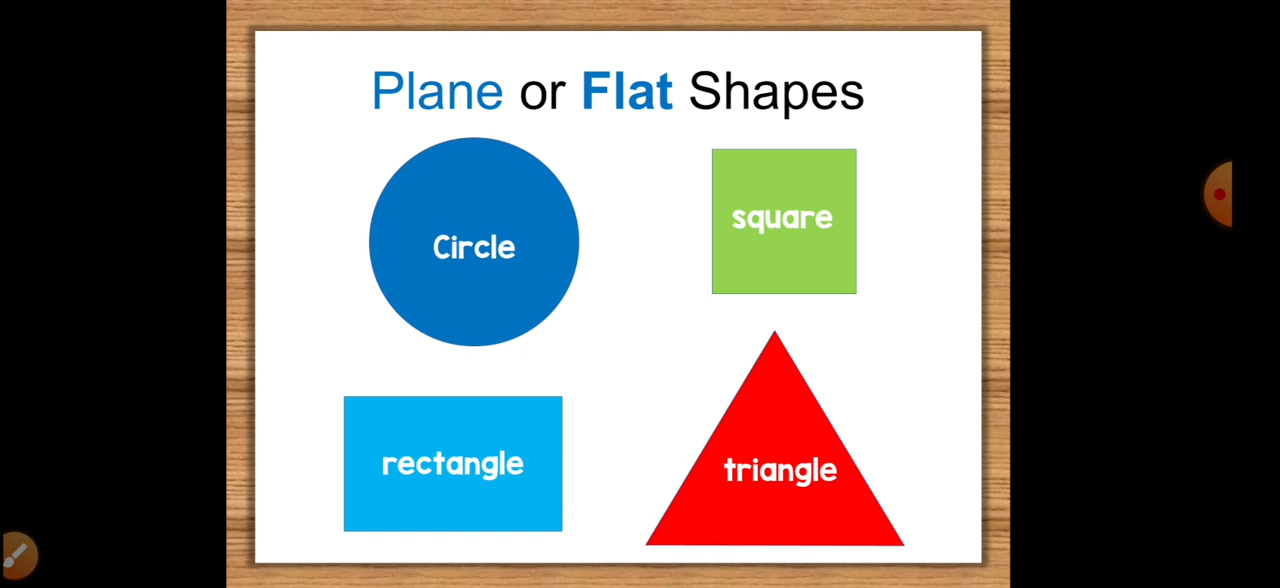 Plane or Flat Shapes
Circle
square
rectangle
triangle